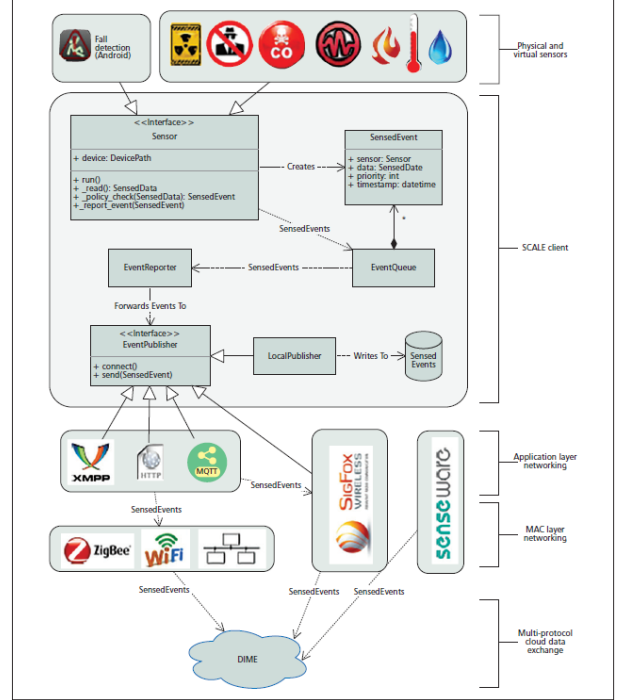 Fall
detection
(Android)
CO
Physical and
virtual sensors
<<Interface>>
Sensor
+ device: DevicePath
+ run()
+ _read(): SensedData
+ _policy_check(SensedData): SensedEvent
+ _report_event(SensedEvent)
Creates
SensedEvent
+ sensor: Sensor
+ data: SensedDate
+ priority: int
+ timestamp: datetime
SensedEvents
*
SCALE client
EventReporter
SensedEvents
EventQueue
Forwards Events To
<<Interface>>
EventPublisher
+ connect()
+ send(SensedEvent)
LocalPublisher
Writes To
Sensed
Events
XMPP
HTTP
MQTT
SensedEvents
SIGFOX
WIRELESS
senseware
Application layer
networking
SensedEvents
ZigBee
WiFi
MAC layer
networking
SensedEvents
SensedEvents
SensedEvents
DIME
Multi-protocol
cloud data
exchange